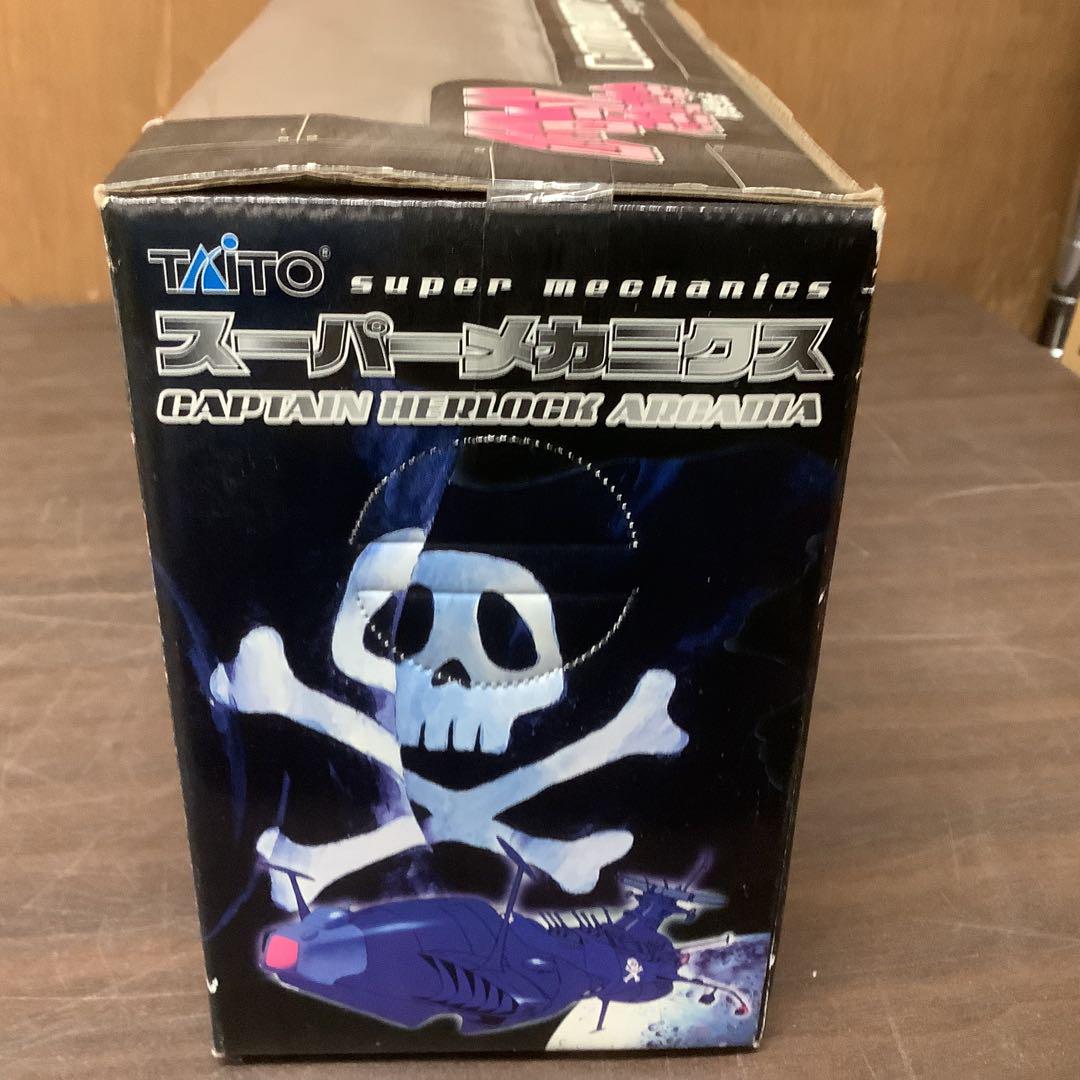 TAITO®
super mechanics
スーパーメカニクス
CAPTAIN HERLOCK ARCADIA